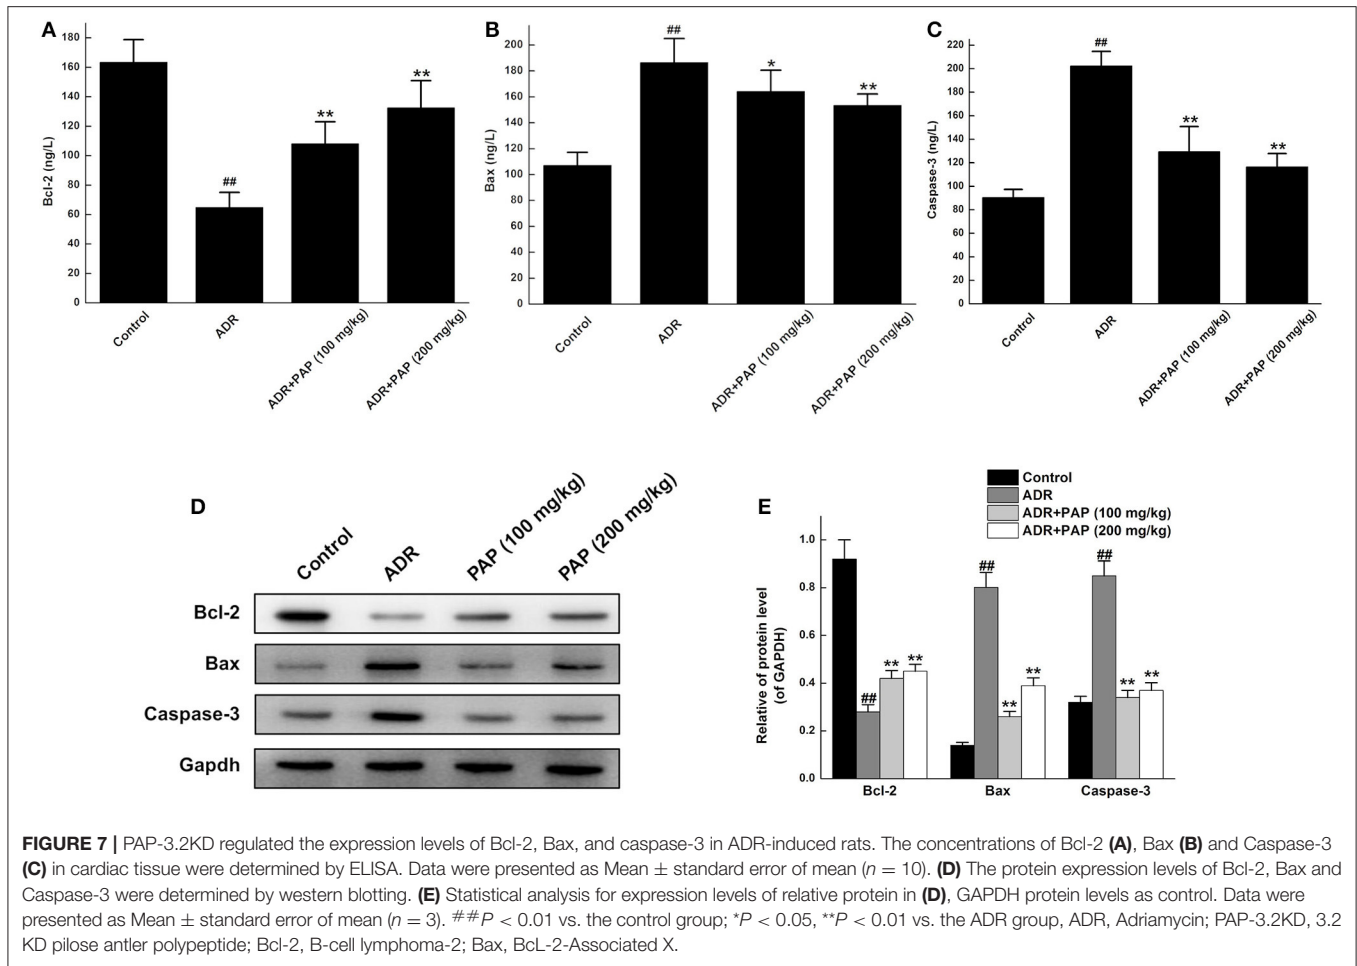 A
180
160
140
120
100
80
60
40
20
0
Bcl-2 (ng/L)
##
**
**
Control
ADR
ADR+PAP (100 mg/kg)
ADR+PAP (200 mg/kg)
B
200
180
160
140
120
100
80
60
40
20
0
Bax (ng/L)
##
*
**
Control
ADR
ADR+PAP (100 mg/kg)
ADR+PAP (200 mg/kg)
C
220
200
180
160
140
120
100
80
60
40
20
0
Caspase-3 (ng/L)
##
**
**
Control
ADR
ADR+PAP (100 mg/kg)
ADR+PAP (200 mg/kg)
D
Control
ADR
PAP (100 mg/kg)
PAP (200 mg/kg)
Bcl-2
Bax
Caspase-3
Gapdh
E
Control
ADR
ADR+PAP (100 mg/kg)
ADR+PAP (200 mg/kg)
1.0
0.8
0.6
0.4
0.2
0.0
Relative of protein level
(of GAPDH)
##
**
**
##
**
**
##
**
**
Bcl-2
Bax
Caspase-3
FIGURE 7 | PAP-3.2KD regulated the expression levels of Bcl-2, Bax, and caspase-3 in ADR-induced rats. The concentrations of Bcl-2 (A), Bax (B) and Caspase-3
(C) in cardiac tissue were determined by ELISA. Data were presented as Mean ± standard error of mean (n = 10). (D) The protein expression levels of Bcl-2, Bax and
Caspase-3 were determined by western blotting. (E) Statistical analysis for expression levels of relative protein in (D), GAPDH protein levels as control. Data were
presented as Mean ± standard error of mean (n = 3). ##P < 0.01 vs. the control group; *P < 0.05, **P < 0.01 vs. the ADR group, ADR, Adriamycin; PAP-3.2KD, 3.2
KD pilose antler polypeptide; Bcl-2, B-cell lymphoma-2; Bax, BcL-2-Associated X.